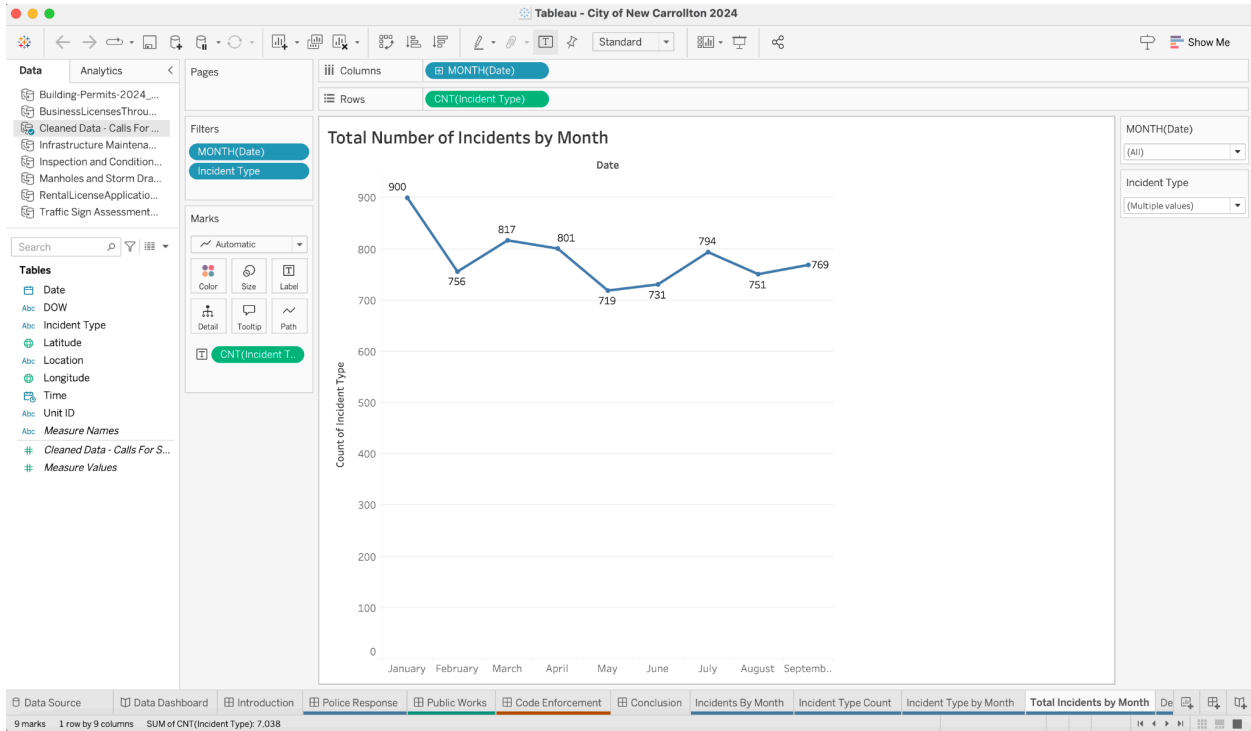 Tableau - City of New Carrollton 2024
Standard
Show Me
Data
Analytics
Building-Permits-2024_...
BusinessLicensesThrou...
Cleaned Data - Calls For ...
Infrastructure Maintena...
Inspection and Condition...
Manholes and Storm Dra...
RentalLicenseApplicatio...
Traffic Sign Assessment...
Search
Tables
Date
Abc DOW
Abc Incident Type
Latitude
Abc Location
Longitude
Time
Abc Unit ID
Abc Measure Names
# Cleaned Data - Calls For S...
# Measure Values
Pages
Filters
MONTH(Date)
Incident Type
Marks
Automatic
Color Size Label
Detail Tooltip Path
CNT(Incident T..
Columns
MONTH(Date)
Rows
CNT(Incident Type)
Total Number of Incidents by Month
Date
Count of Incident Type
900
800
700
600
500
400
300
200
100
0
900
756
817
801
719
731
794
751
769
January February March April May June July August Septemb..
MONTH(Date)
(All)
Incident Type
(Multiple values)
Data Source Data Dashboard Introduction Police Response Public Works Code Enforcement Conclusion Incidents By Month Incident Type Count Incident Type by Month Total Incidents by Month De
9 marks 1 row by 9 columns SUM of CNT(Incident Type): 7,038